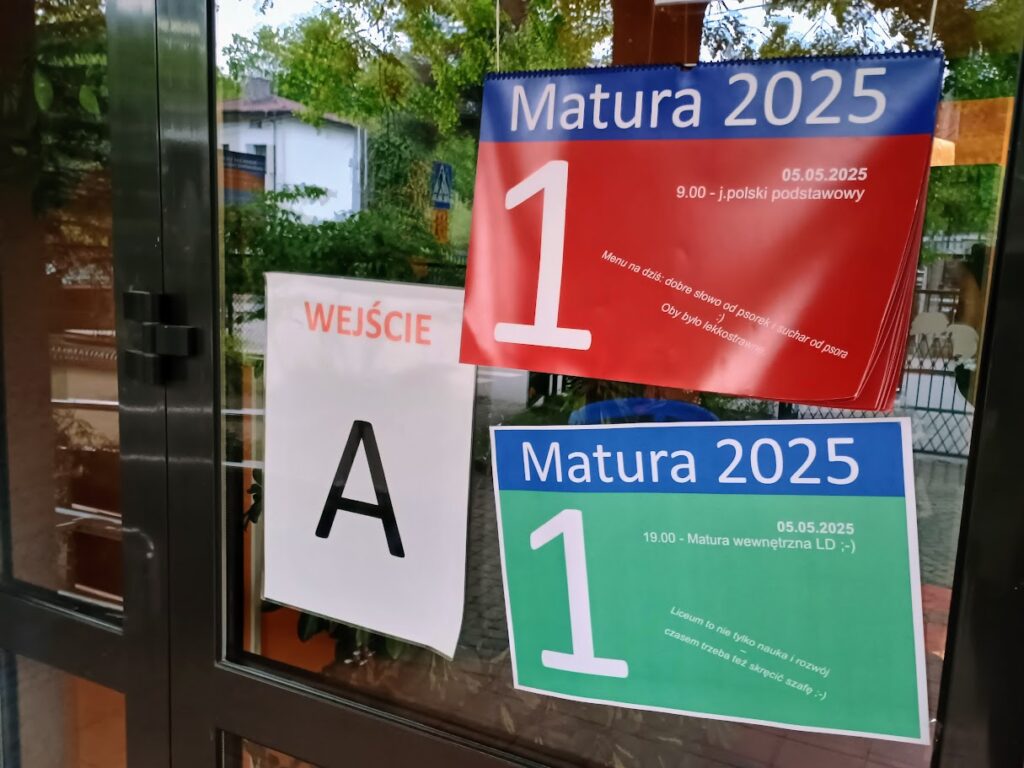 WEJŚCIE
A
Matura 2025
1
05.05.2025
9.00 - j.polski podstawowy
Menu na dziś: dobre słowo od psorek i suchar od psora
:)
Oby było lekkostrawne.
Matura 2025
1
05.05.2025
19.00 - Matura wewnętrzna LD ;-)
Liceum to nie tylko nauka i rozwój
–
czasem trzeba też skręcić szafę ;-)